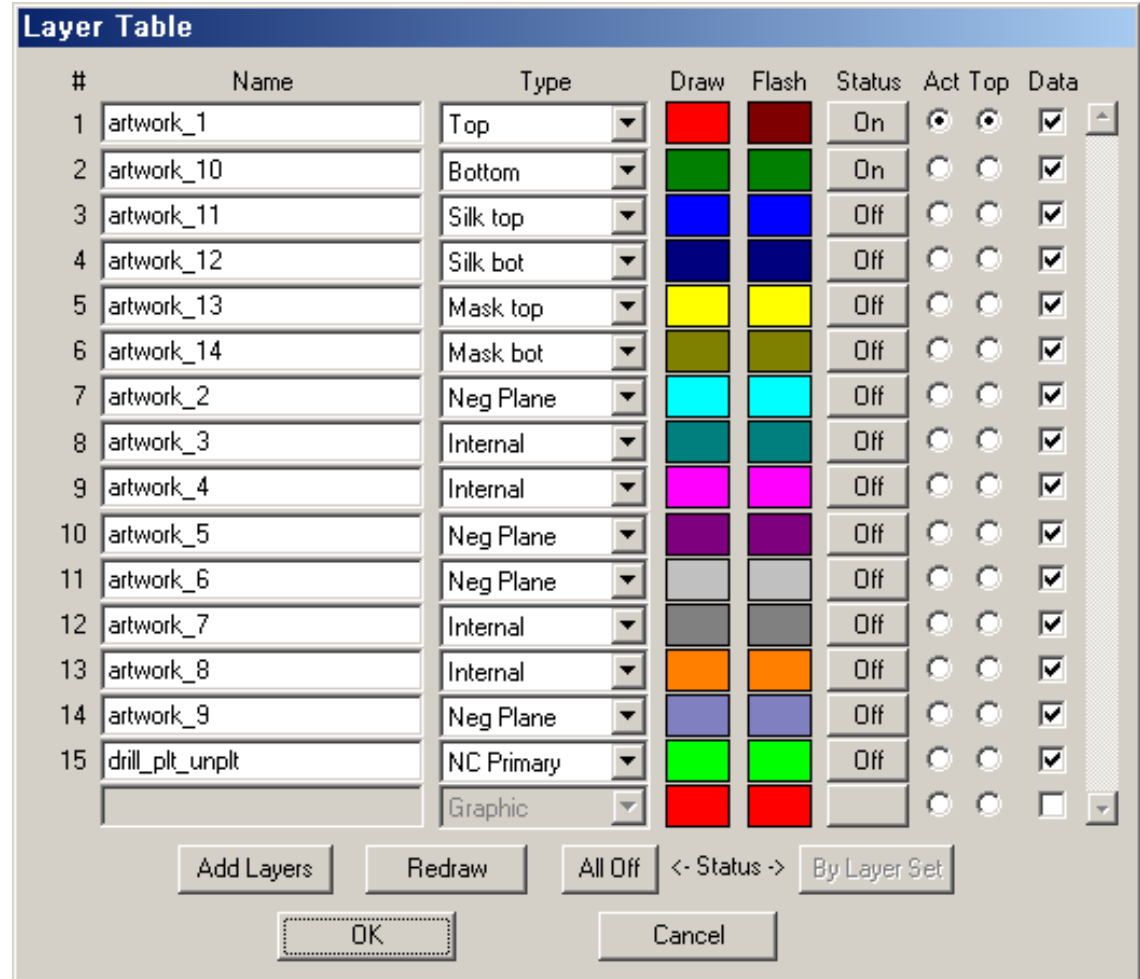 Layer Table
# Name Type Draw Flash Status Act Top Data
1 artwork_1 Top On
2 artwork_10 Bottom On
3 artwork_11 Silk top Off
4 artwork_12 Silk bot Off
5 artwork_13 Mask top Off
6 artwork_14 Mask bot Off
7 artwork_2 Neg Plane Off
8 artwork_3 Internal Off
9 artwork_4 Internal Off
10 artwork_5 Neg Plane Off
11 artwork_6 Neg Plane Off
12 artwork_7 Internal Off
13 artwork_8 Internal Off
14 artwork_9 Neg Plane Off
15 drill_plt_unplt NC Primary Off
Graphic
Add Layers Redraw All Off <- Status -> By Layer Set
OK Cancel